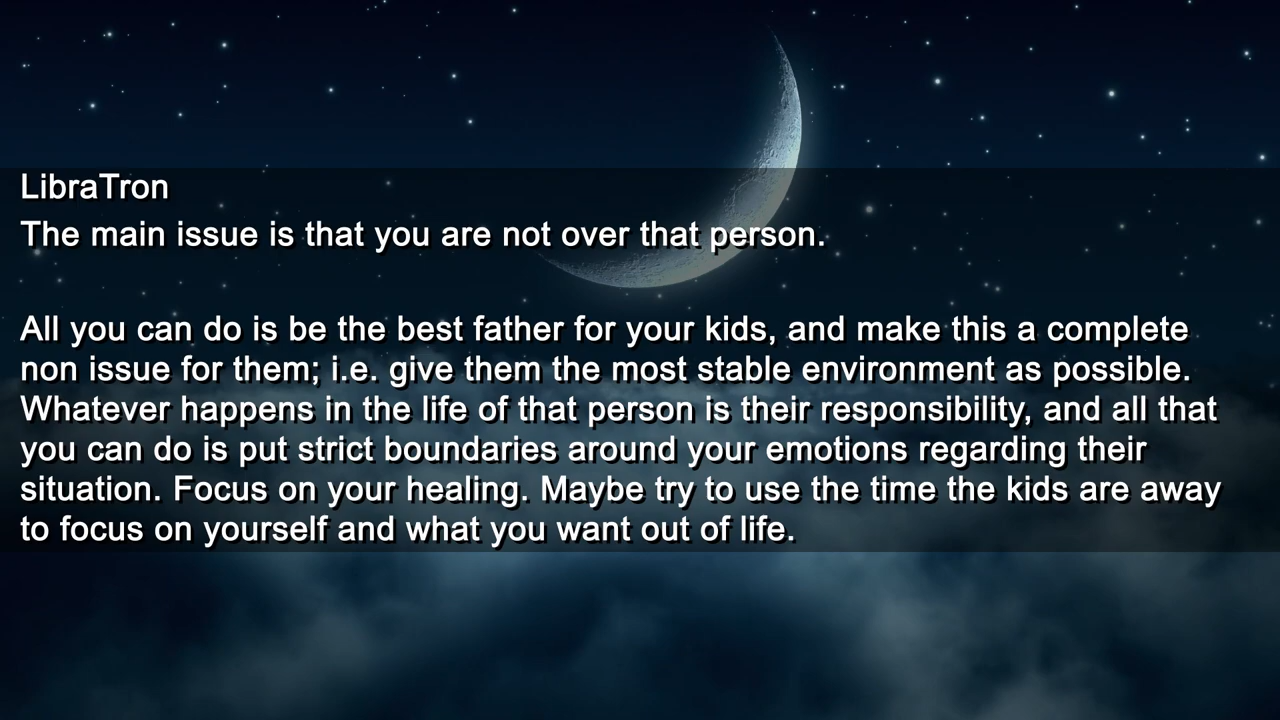 LibraTron
The main issue is that you are not over that person.
All you can do is be the best father for your kids, and make this a complete
non issue for them; i.e. give them the most stable environment as possible.
Whatever happens in the life of that person is their responsibility, and all that
you can do is put strict boundaries around your emotions regarding their
situation. Focus on your healing. Maybe try to use the time the kids are away
to focus on yourself and what you want out of life.